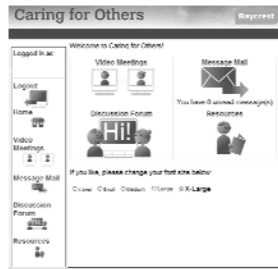 Caring for Others
Baycrest
Logged in as:
Logout
Home
Video
Meetings
Message Mail
Discussion
Forum
Resources
Welcome to Caring for Others!
Video Meetings
Message Mail
You have 0 unread message(s)
Discussion Forum
Hi!
Resources
If you like, please change your font size below:
Small
Medium
Large
X-Large